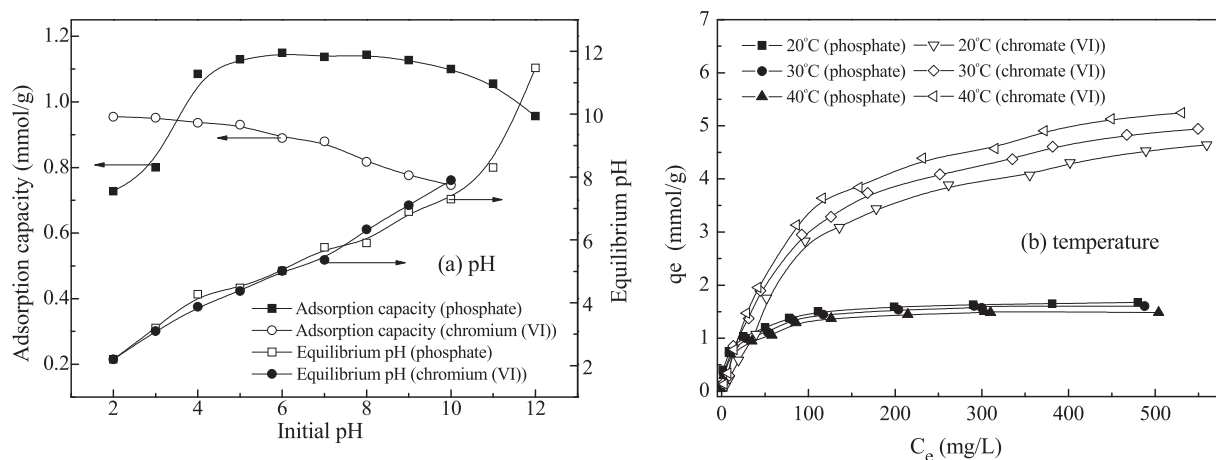 1.2
1.0
0.8
0.6
0.4
0.2
Adsorption capacity (mmol/g)
12
10
8
6
4
2
Equilibrium pH
(a) pH
Adsorption capacity (phosphate)
Adsorption capacity (chromium (VI))
Equilibrium pH (phosphate)
Equilibrium pH (chromium (VI))
2 4 6 8 10 12
Initial pH
7
6
5
4
3
2
1
0
qe (mmol/g)
20°C (phosphate) 20°C (chromate (VI))
30°C (phosphate) 30°C (chromate (VI))
40°C (phosphate) 40°C (chromate (VI))
(b) temperature
0 100 200 300 400 500
Ce (mg/L)